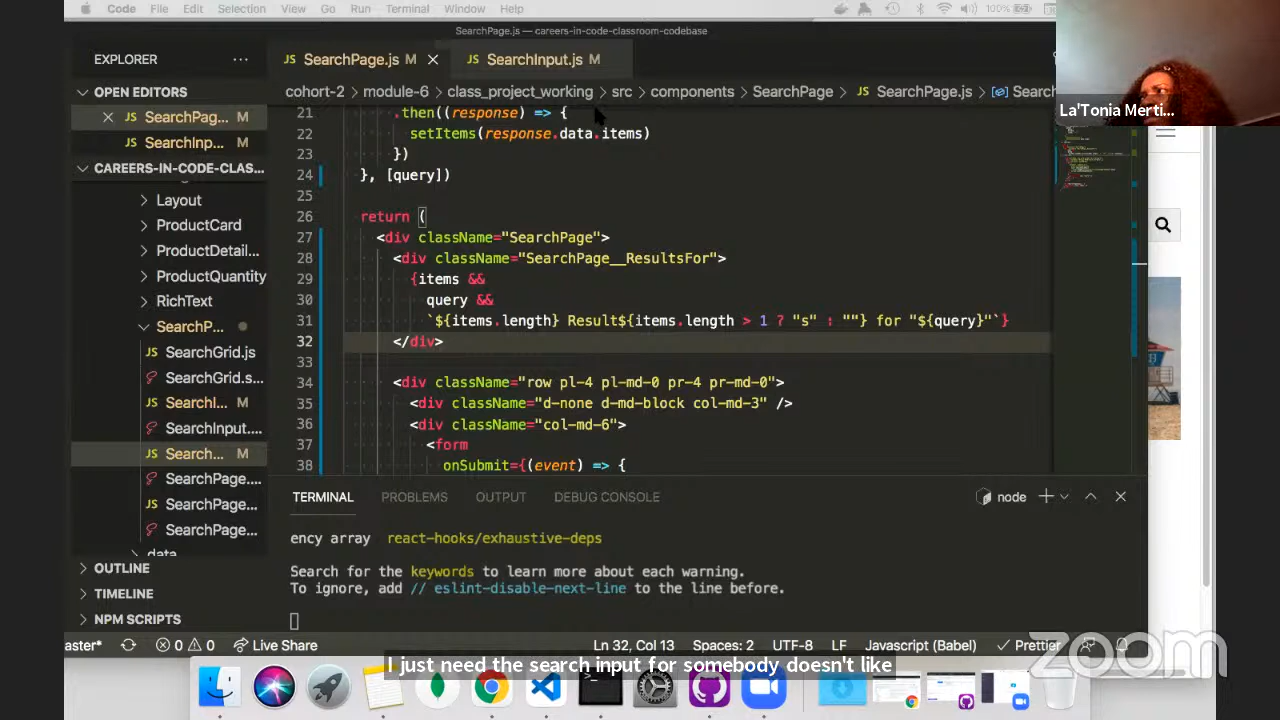 Code File Edit Selection View Go Run Terminal Window Help 100%
SearchPage.js — careers-in-code-classroom-codebase
EXPLORER ···
JS SearchPage.js M ×
JS SearchInput.js M
OPEN EDITORS
cohort-2 > module-6 > class_project_working > src > components > SearchPage > JS SearchPage.js > Search
La'Tonia Merti...
× JS SearchPag... M
JS SearchInp... M
CAREERS-IN-CODE-CLAS...
Layout
ProductCard
ProductDetail...
ProductQuantity
RichText
SearchP...
JS SearchGrid.js
SearchGrid.s...
JS SearchI... M
SearchInput....
JS Search... M
SearchPage...
JS SearchPage...
SearchPage...
data
OUTLINE
TIMELINE
NPM SCRIPTS
21 .then((response) => {
22 setItems(response.data.items)
23 })
24 }, [query])
25
26 return (
27 <div className="SearchPage">
28 <div className="SearchPage__ResultsFor">
29 {items &&
30 query &&
31 `${items.length} Result${items.length > 1 ? "s" : ""} for "${query}"`}
32 </div>
33
34 <div className="row pl-4 pl-md-0 pr-4 pr-md-0">
35 <div className="d-none d-md-block col-md-3" />
36 <div className="col-md-6">
37 <form
38 onSubmit={(event) => {
TERMINAL PROBLEMS OUTPUT DEBUG CONSOLE node
ency array react-hooks/exhaustive-deps
Search for the keywords to learn more about each warning.
To ignore, add // eslint-disable-next-line to the line before.
aster* 0 0 Live Share Ln 32, Col 13 Spaces: 2 UTF-8 LF Javascript (Babel) Prettier
zoom
I just need the search input for somebody doesn't like